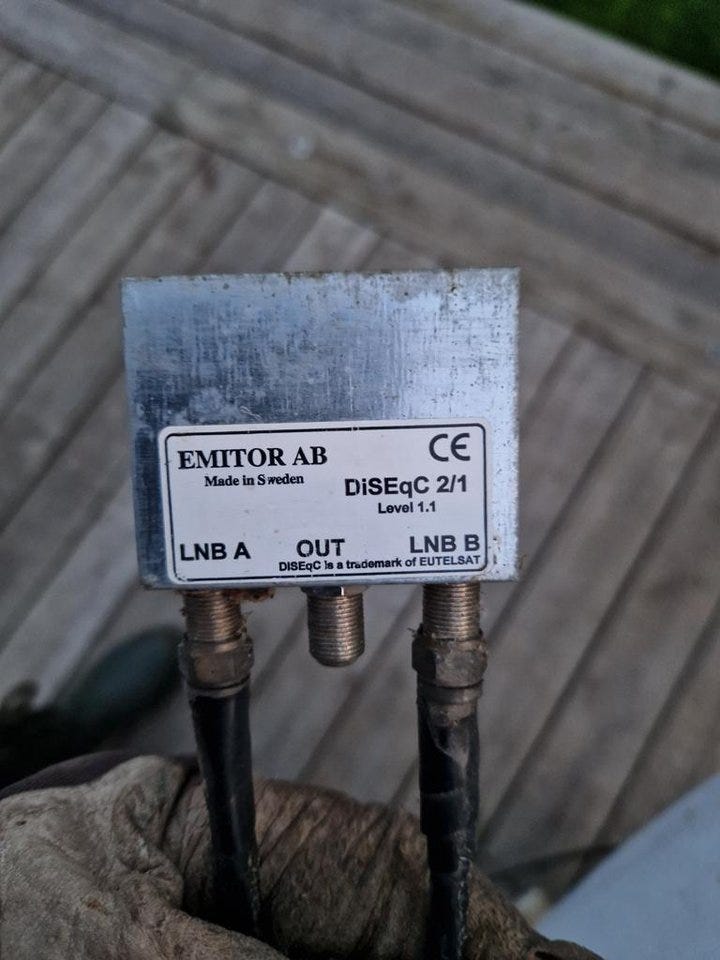 EMITOR AB
CE
Made in Sweden
DiSEqC 2/1
Level 1.1
LNB A
OUT
LNB B
DiSEqC is a trademark of EUTELSAT